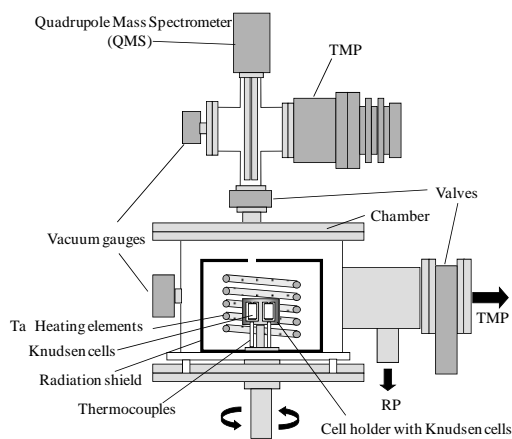 Quadrupole Mass Spectrometer
(QMS)
TMP
Valves
Chamber
Vacuum gauges
TMP
Ta Heating elements
Knudsen cells
Radiation shield
RP
Thermocouples
Cell holder with Knudsen cells